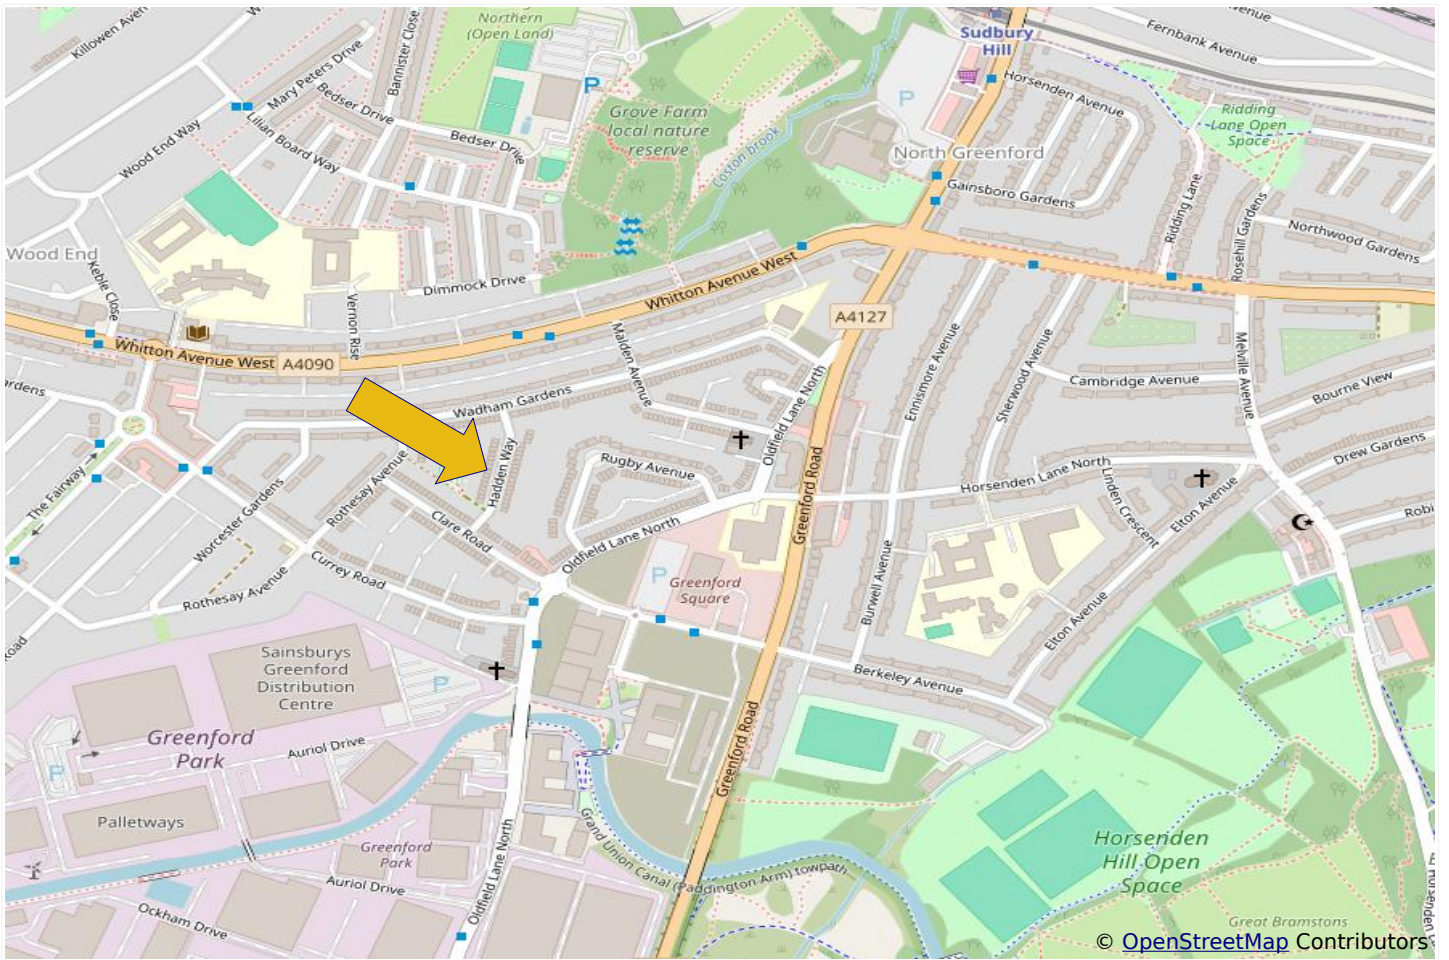 Killowen Aven
Mary Peters Drive
Bannister Close
Northern
(Open Land)
Bedser Drive
Bedser Drive
P
Sudbury
Hill
Fernbank Avenue
Horsenden Avenue
Wood End Way
Lilian Board Way
Grove Farm
local nature
reserve
Coston brook
P
North Greenford
Ridding
Lane Open
Space
Gainsboro Gardens
Ridding Lane
Rosehill Gardens
Northwood Gardens
Wood End
Keble Close
Dimmock Drive
Vernon Rise
Whitton Avenue West
A4127
Whitton Avenue West
A4090
Malden Avenue
Ennismore Avenue
Sherwood Avenue
Melville Avenue
Cambridge Avenue
Bourne View
rdens
Wadham Gardens
Oldfield Lane North
Drew Gardens
The Fairway
Worcester Gardens
Rothesay Avenue
Hadden Way
Rugby Avenue
Greenford Road
Horsenden Lane North
Linden Crescent
Elton Avenue
Robi
Clare Road
Oldfield Lane North
Currey Road
Rothesay Avenue
P
Greenford
Square
Burwell Avenue
Elton Avenue
Road
Sainsburys
Greenford
Distribution
Centre
P
Berkeley Avenue
Greenford
Park
Auriol Drive
P
Greenford Road
Palletways
Greenford
Park
Auriol Drive
Oldfield Lane North
Grand Union Canal (Paddington Arm) towpath
Horsenden
Hill Open
Space
Ockham Drive
Great Bramstons
© OpenStreetMap Contributors